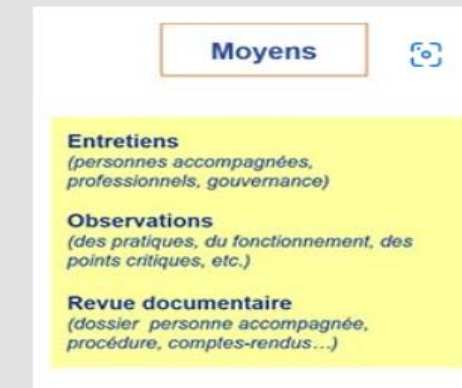 Moyens
Entretiens
(personnes accompagnées,
professionnels, gouvernance)
Observations
(des pratiques, du fonctionnement, des
points critiques, etc.)
Revue documentaire
(dossier personne accompagnée,
procédure, comptes-rendus...)